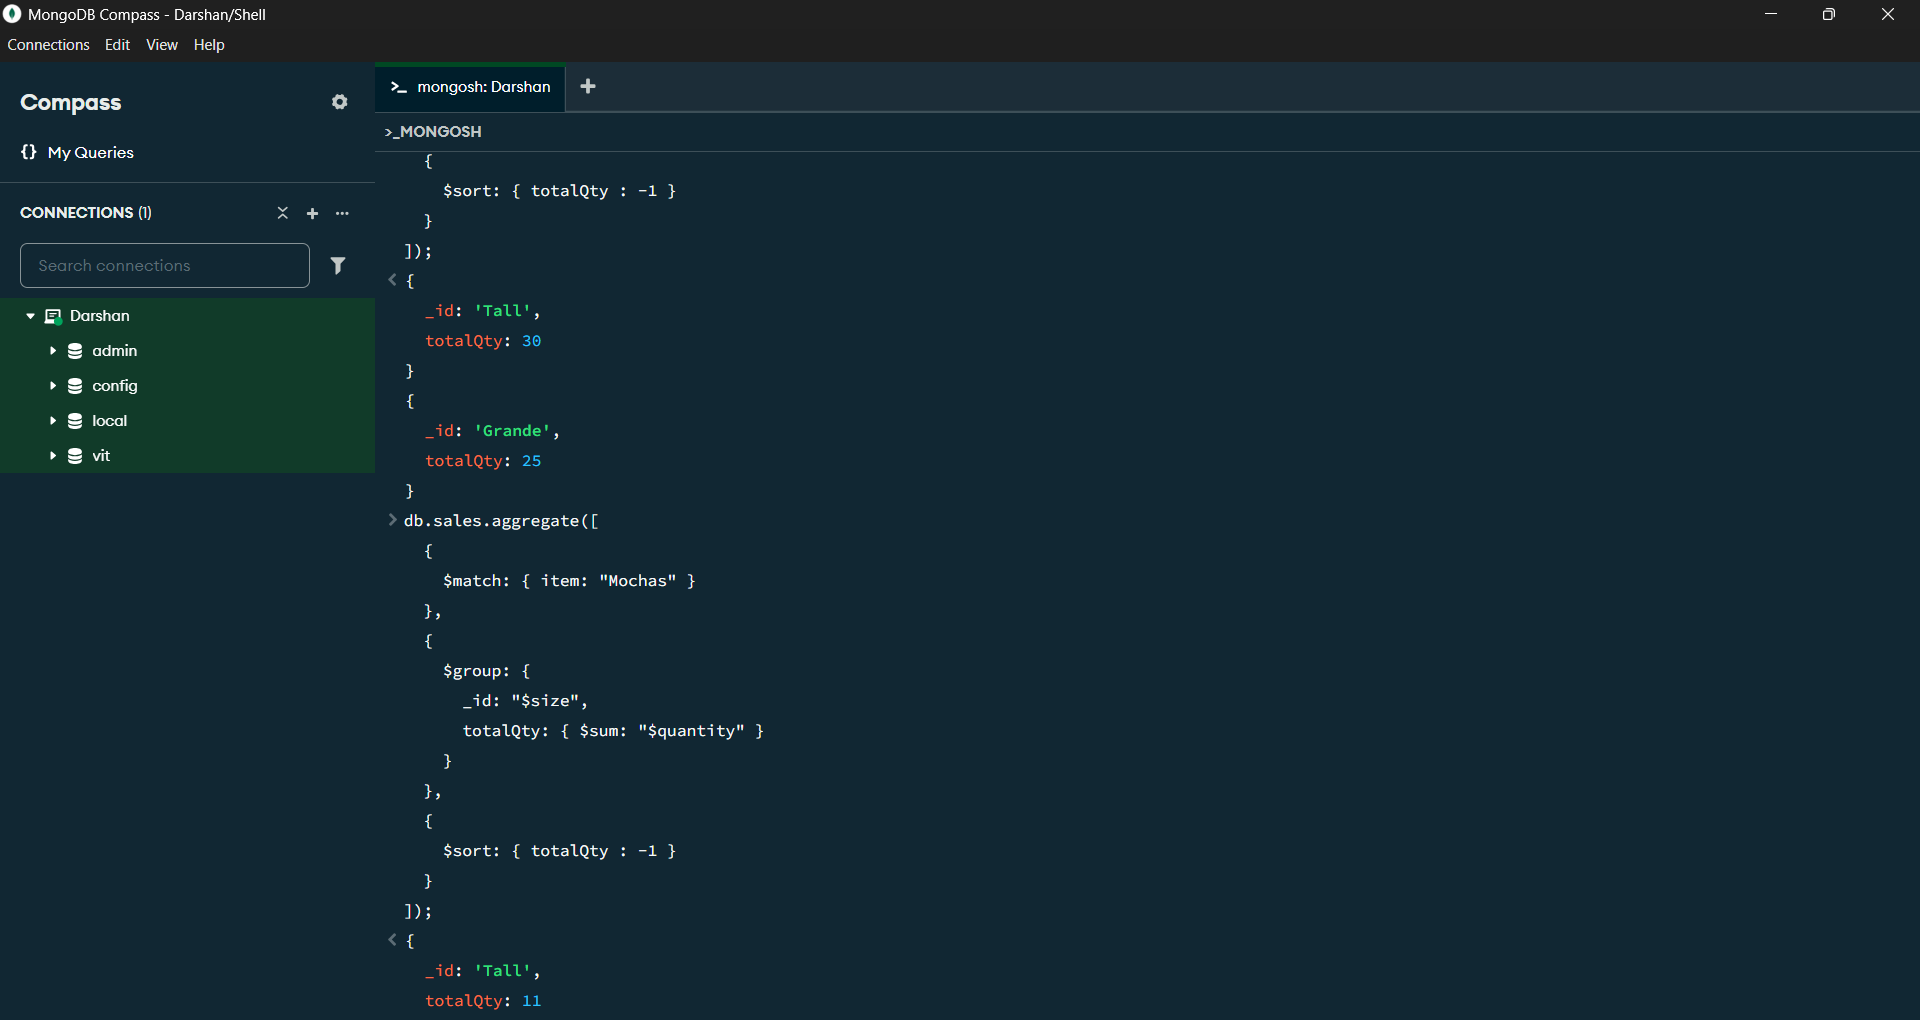 MongoDB Compass - Darshan/Shell
Connections Edit View Help
Compass
{} My Queries
CONNECTIONS (1)
Search connections
Darshan
admin
config
local
vit
>_ mongosh: Darshan
>_MONGOSH
{
$sort: { totalQty : -1 }
}
]);
< {
_id: 'Tall',
totalQty: 30
}
{
_id: 'Grande',
totalQty: 25
}
> db.sales.aggregate([
{
$match: { item: "Mochas" }
},
{
$group: {
_id: "$size",
totalQty: { $sum: "$quantity" }
}
},
{
$sort: { totalQty : -1 }
}
]);
< {
_id: 'Tall',
totalQty: 11